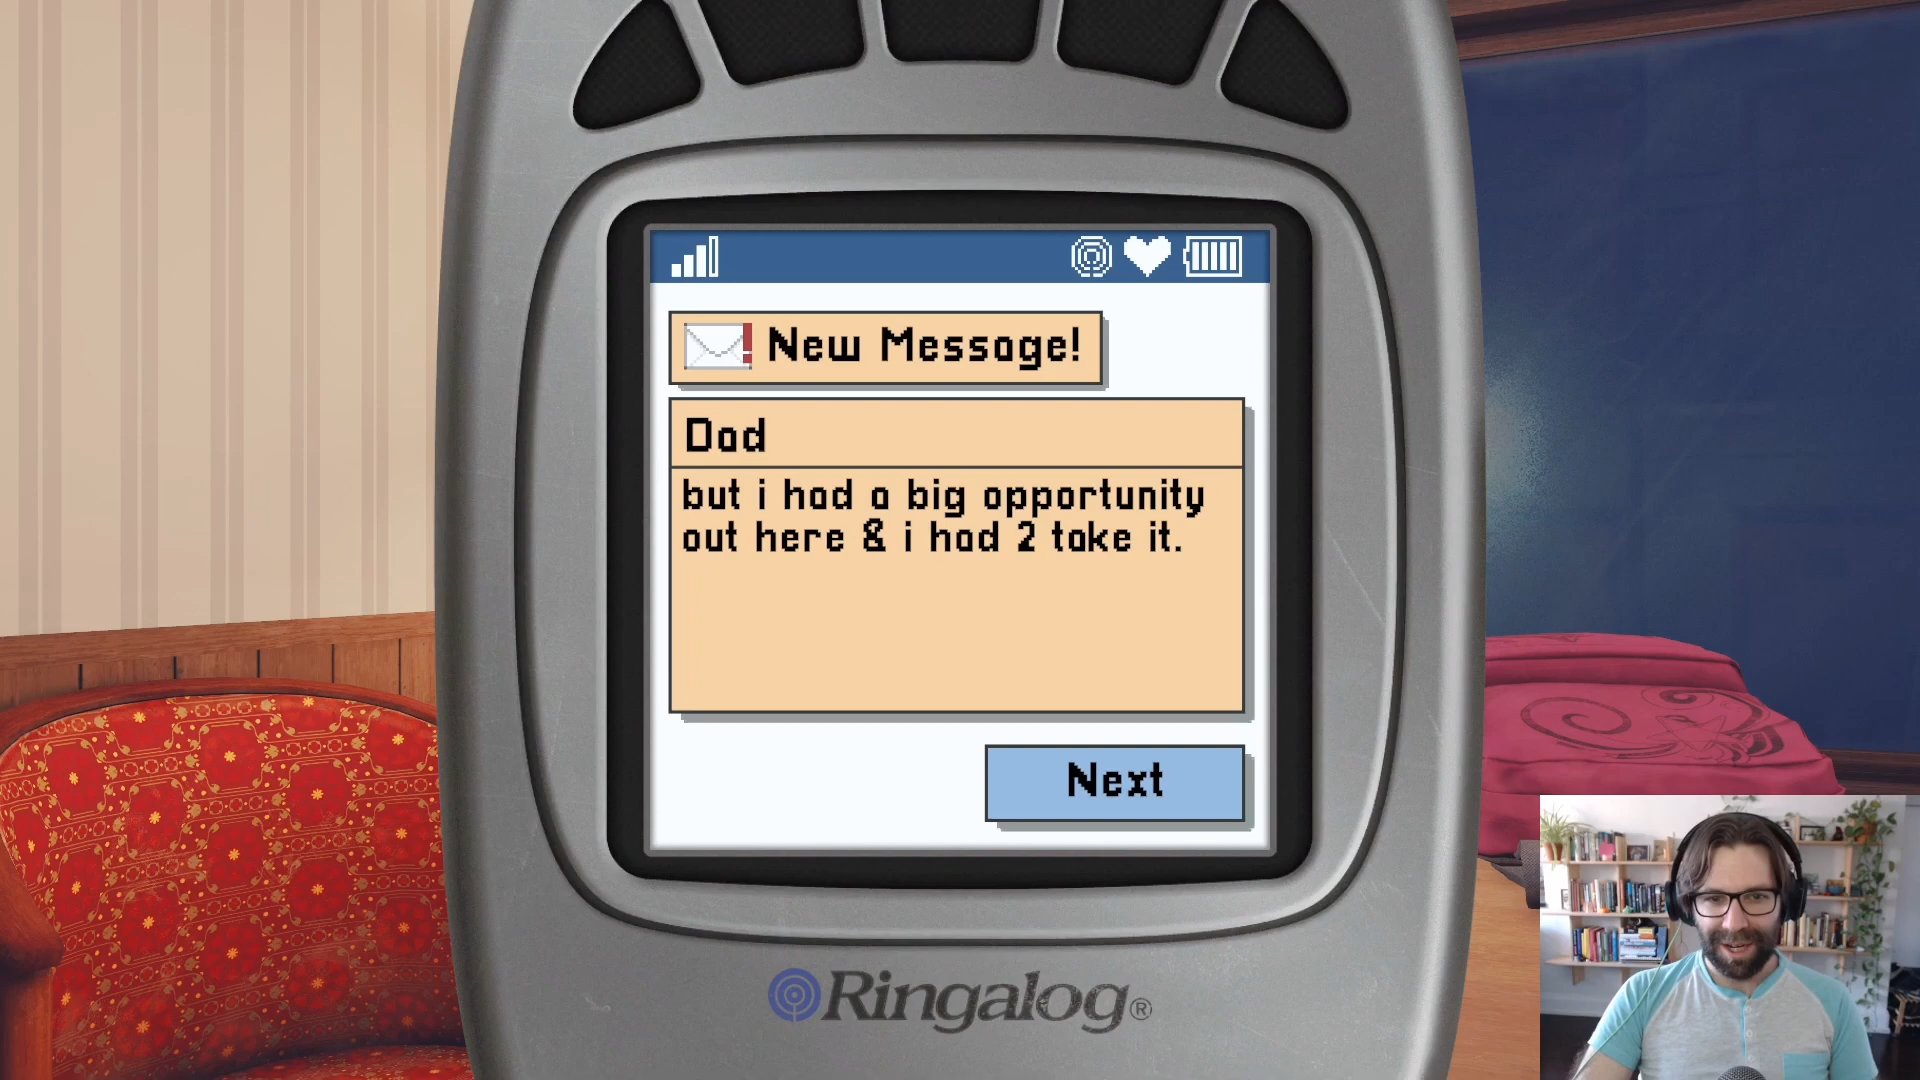 New Message!
Dad
but i had a big opportunity
out here & i had 2 take it.
Next
Ringalog®